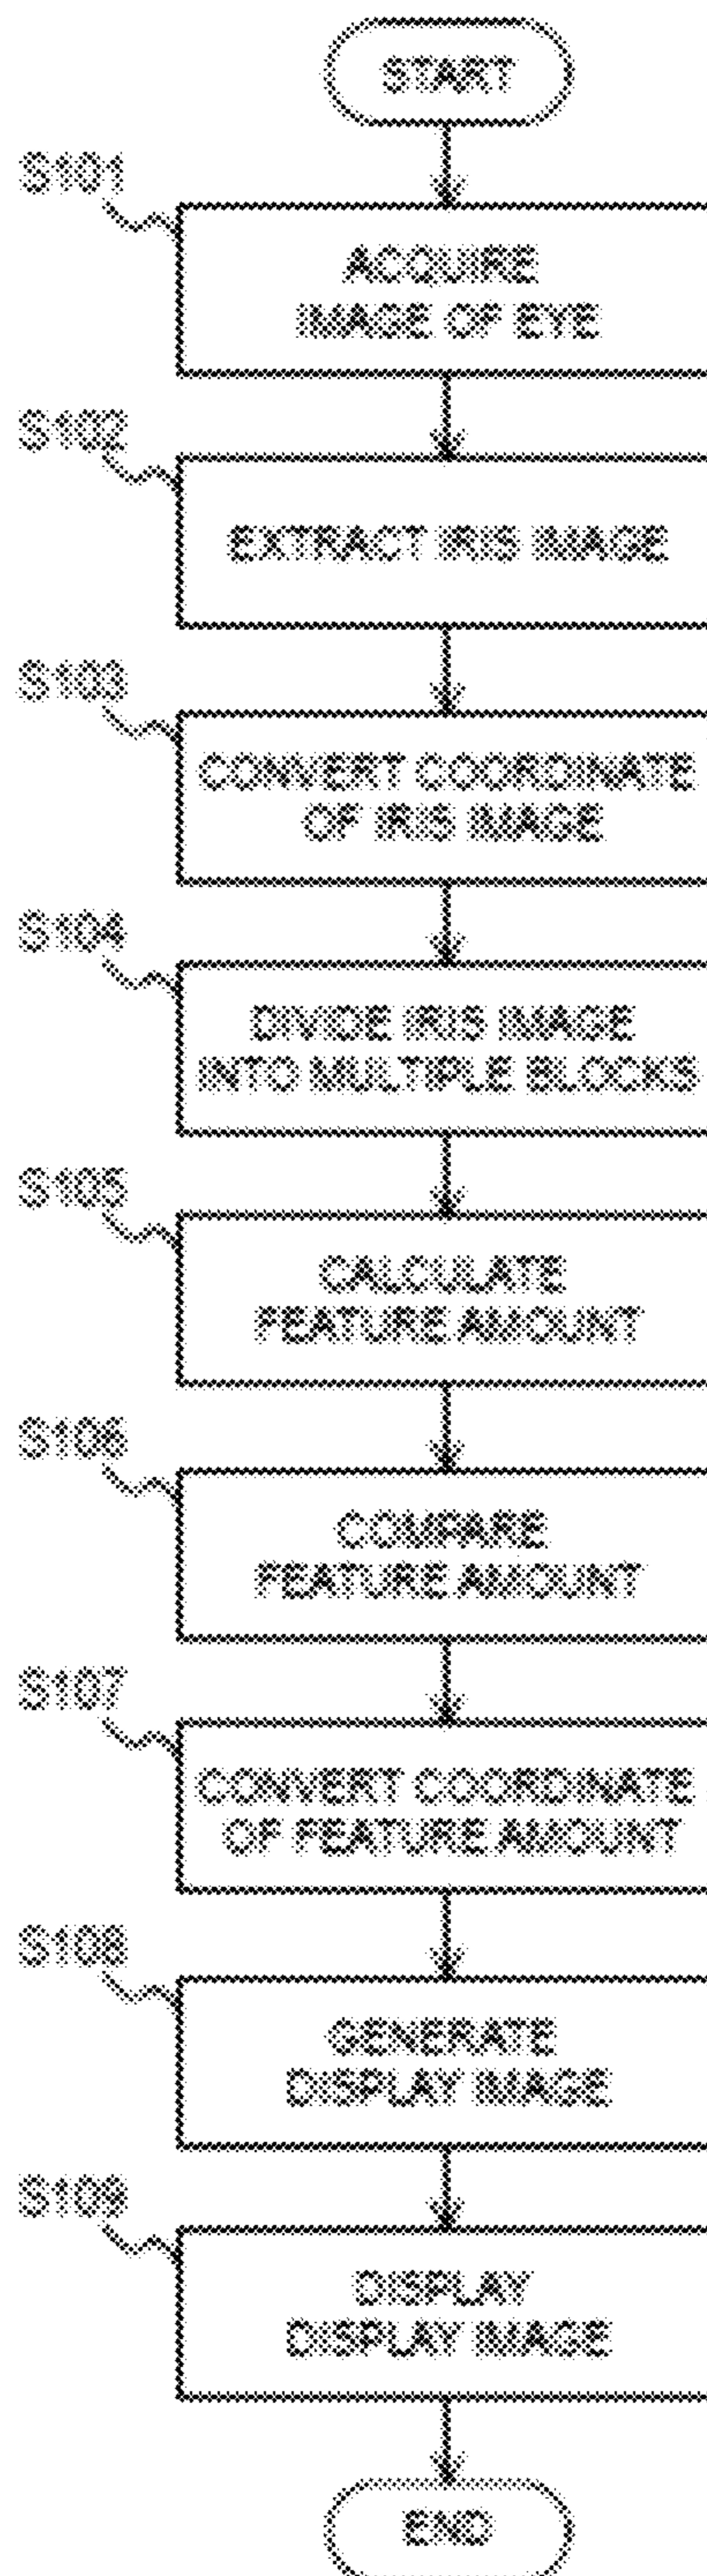 START
S101
ACQUIRE
IMAGE OF EYE
S102
EXTRACT IRIS IMAGE
S103
CONVERT COORDINATE
OF IRIS IMAGE
S104
DIVIDE IRIS IMAGE
INTO MULTIPLE BLOCKS
S105
CALCULATE
FEATURE AMOUNT
S106
COMPARE
FEATURE AMOUNT
S107
CONVERT COORDINATE
OF FEATURE AMOUNT
S108
GENERATE
DISPLAY IMAGE
S109
DISPLAY
DISPLAY IMAGE
END